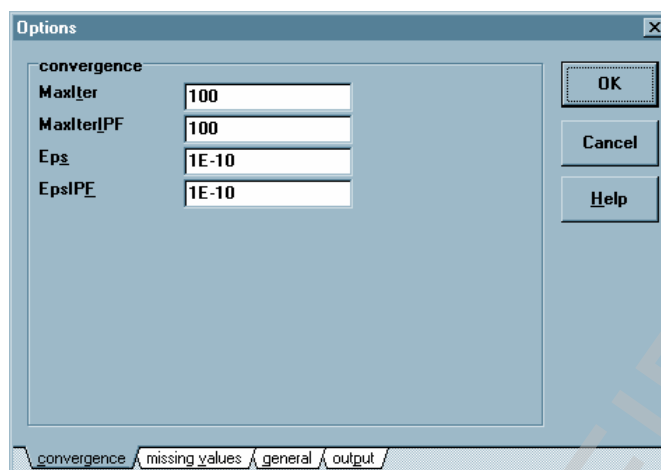 Options
convergence
MaxIter 100
MaxIterIPF 100
Eps 1E-10
EpsIPF 1E-10
OK
Cancel
Help
convergence missing values general output